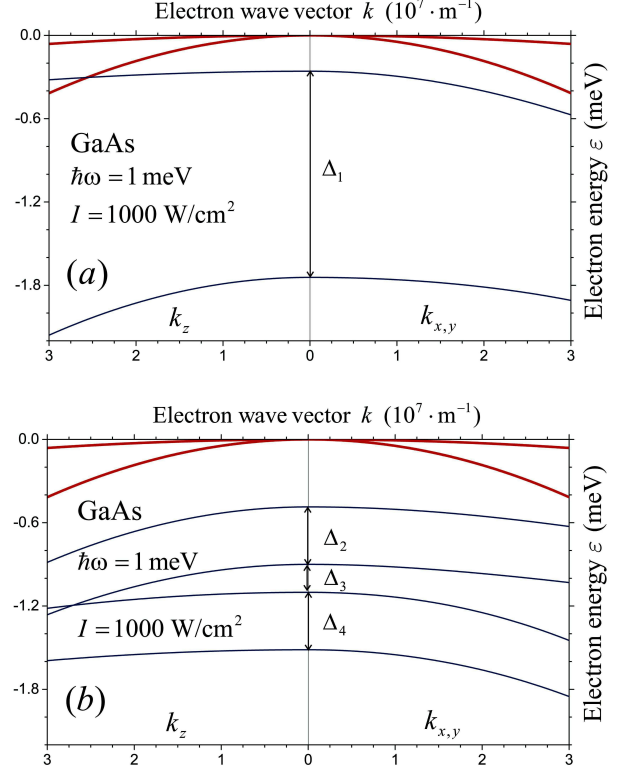 Electron wave vector k (10⁷ · m⁻¹)
0.0
-0.6
-1.2
-1.8
GaAs
ħω = 1 meV
I = 1000 W/cm²
Δ₁
(a)
k_z
k_{x,y}
3 2 1 0 1 2 3
Electron energy ε (meV)
Electron wave vector k (10⁷ · m⁻¹)
0.0
-0.6
-1.2
-1.8
GaAs
ħω = 1 meV
I = 1000 W/cm²
Δ₂
Δ₃
Δ₄
(b)
k_z
k_{x,y}
3 2 1 0 1 2 3
Electron energy ε (meV)